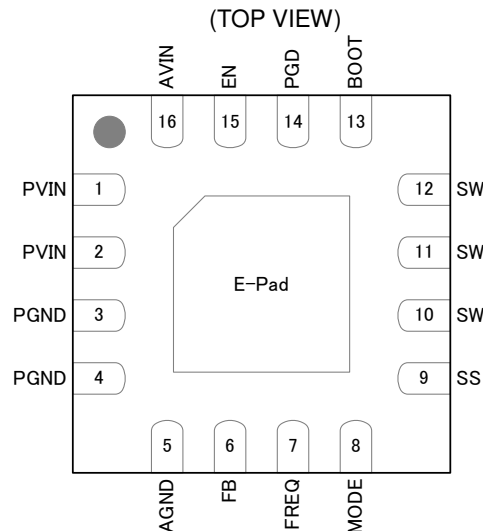 (TOP VIEW)
AVIN EN PGD BOOT
16 15 14 13
PVIN 1 12 SW
PVIN 2 11 SW
E-Pad
PGND 3 10 SW
PGND 4 9 SS
5 6 7 8
AGND FB FREQ MODE